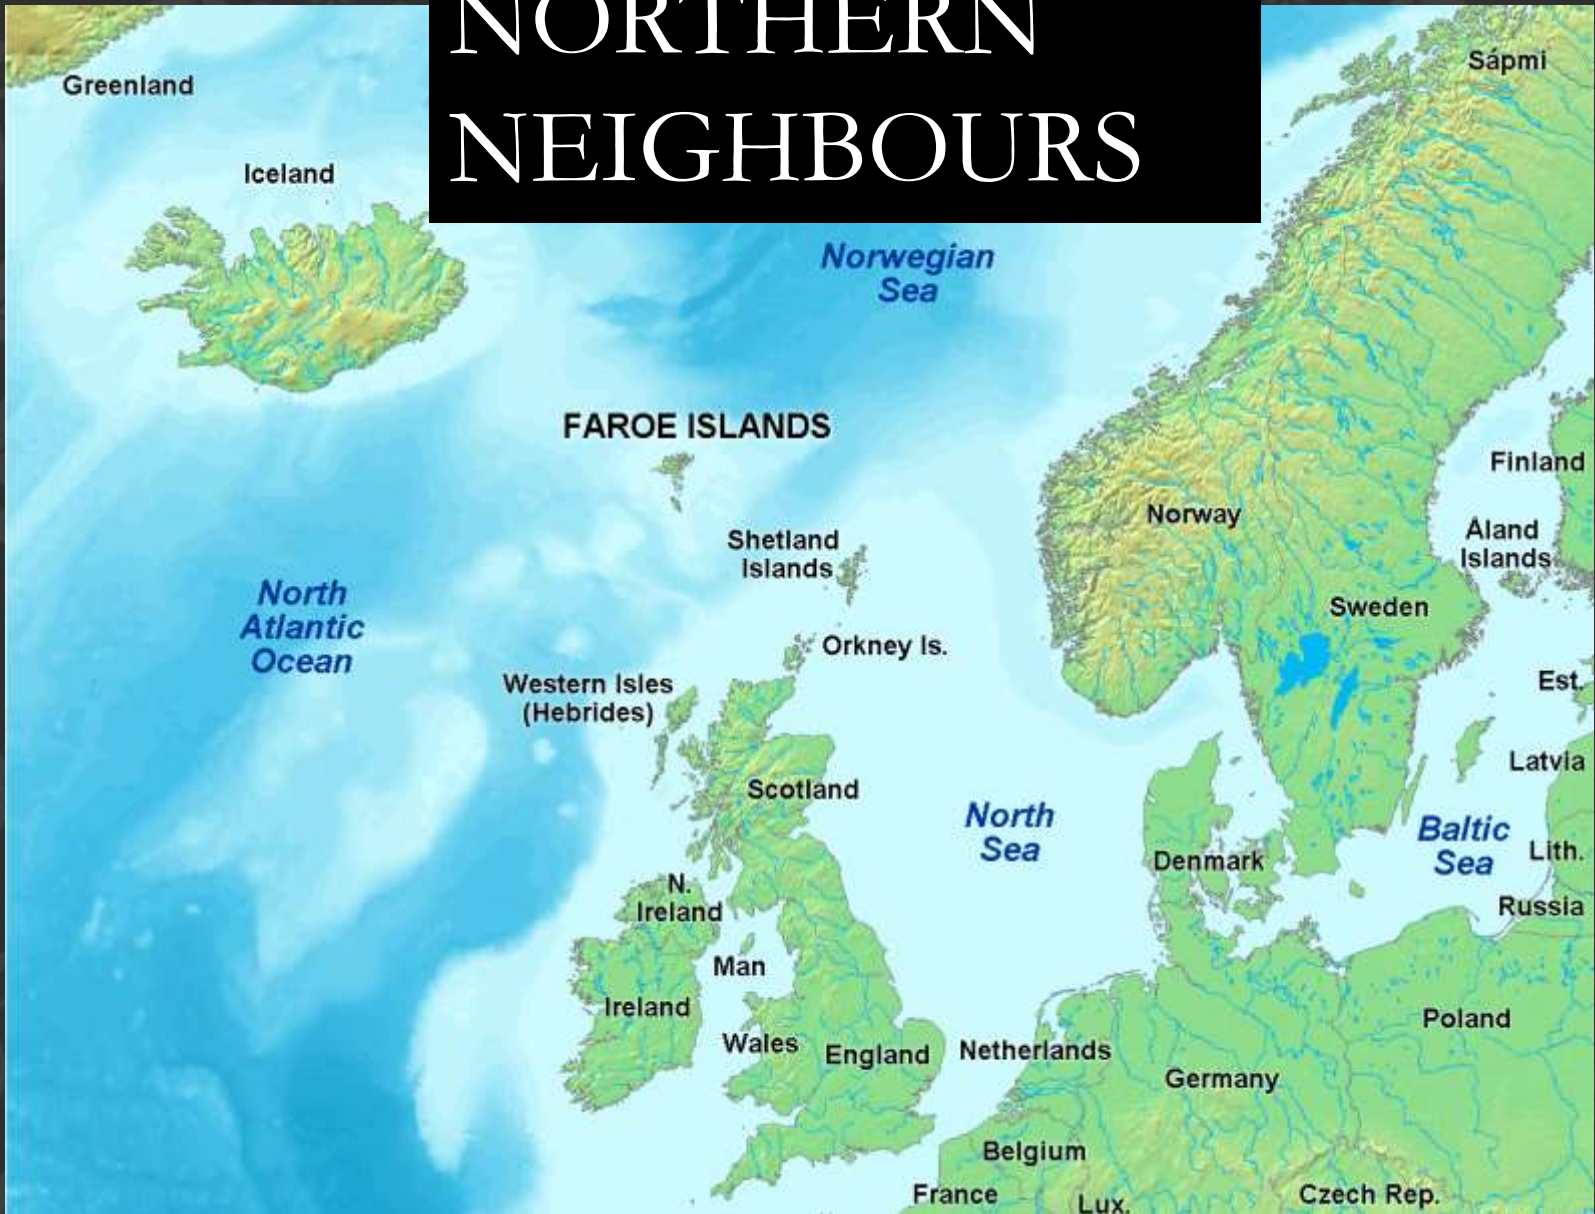 NORTHERN
NEIGHBOURS
Greenland
Sápmi
Iceland
Norwegian
Sea
FAROE ISLANDS
Finland
Norway
Shetland
Islands
Åland
Islands
North
Atlantic
Ocean
Sweden
Orkney Is.
Western Isles
(Hebrides)
Est.
Latvia
Scotland
North
Sea
Baltic
Sea
Lith.
Denmark
N.
Ireland
Russia
Man
Ireland
Poland
Wales
England
Netherlands
Germany
Belgium
France
Lux.
Czech Rep.